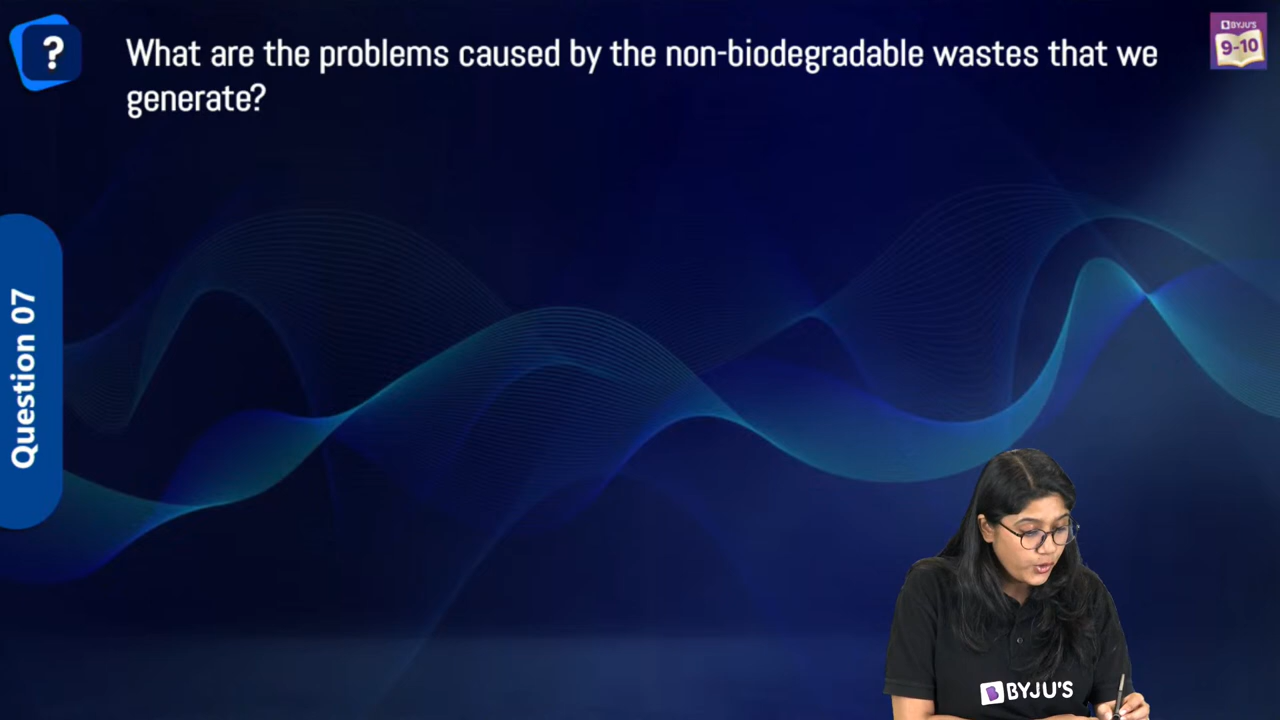 ?
What are the problems caused by the non-biodegradable wastes that we
generate?
BYJU'S
9-10
Question 07
BYJU'S